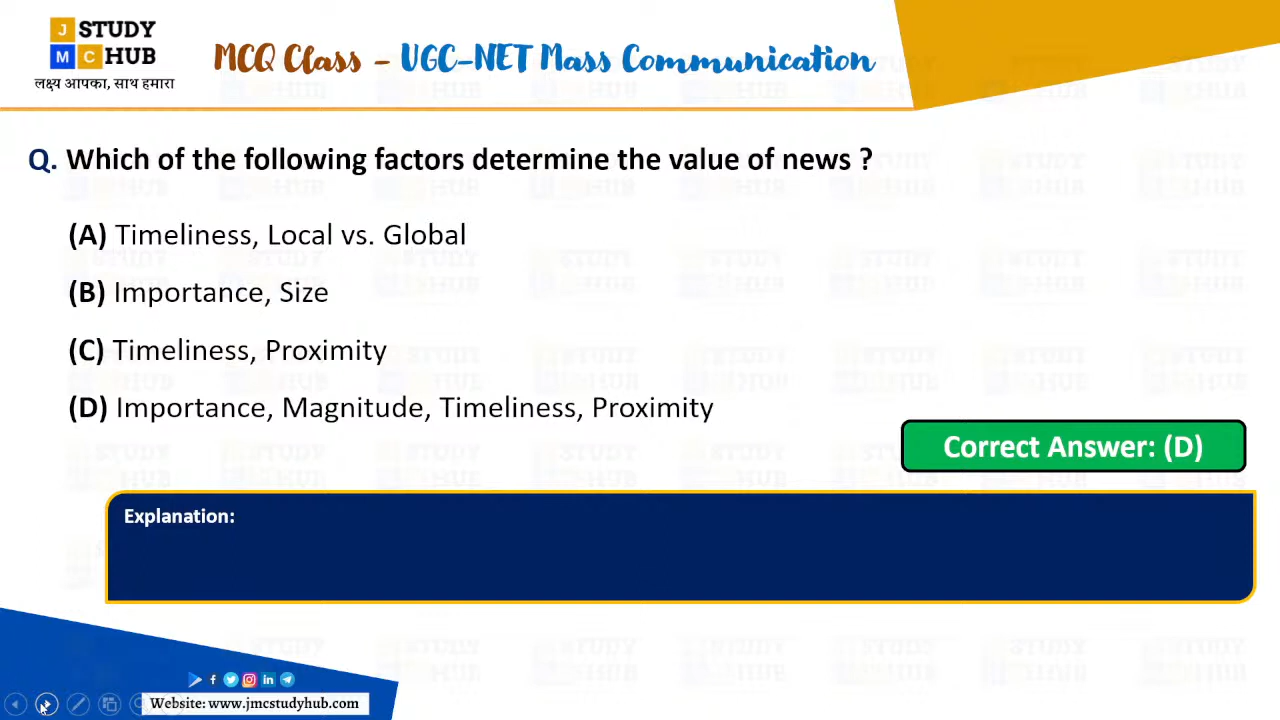 J STUDY
M C HUB
लक्ष्य आपका, साथ हमारा
MCQ Class - UGC-NET Mass Communication
Q. Which of the following factors determine the value of news ?
(A) Timeliness, Local vs. Global
(B) Importance, Size
(C) Timeliness, Proximity
(D) Importance, Magnitude, Timeliness, Proximity
Correct Answer: (D)
Explanation:
Website: www.jmcstudyhub.com